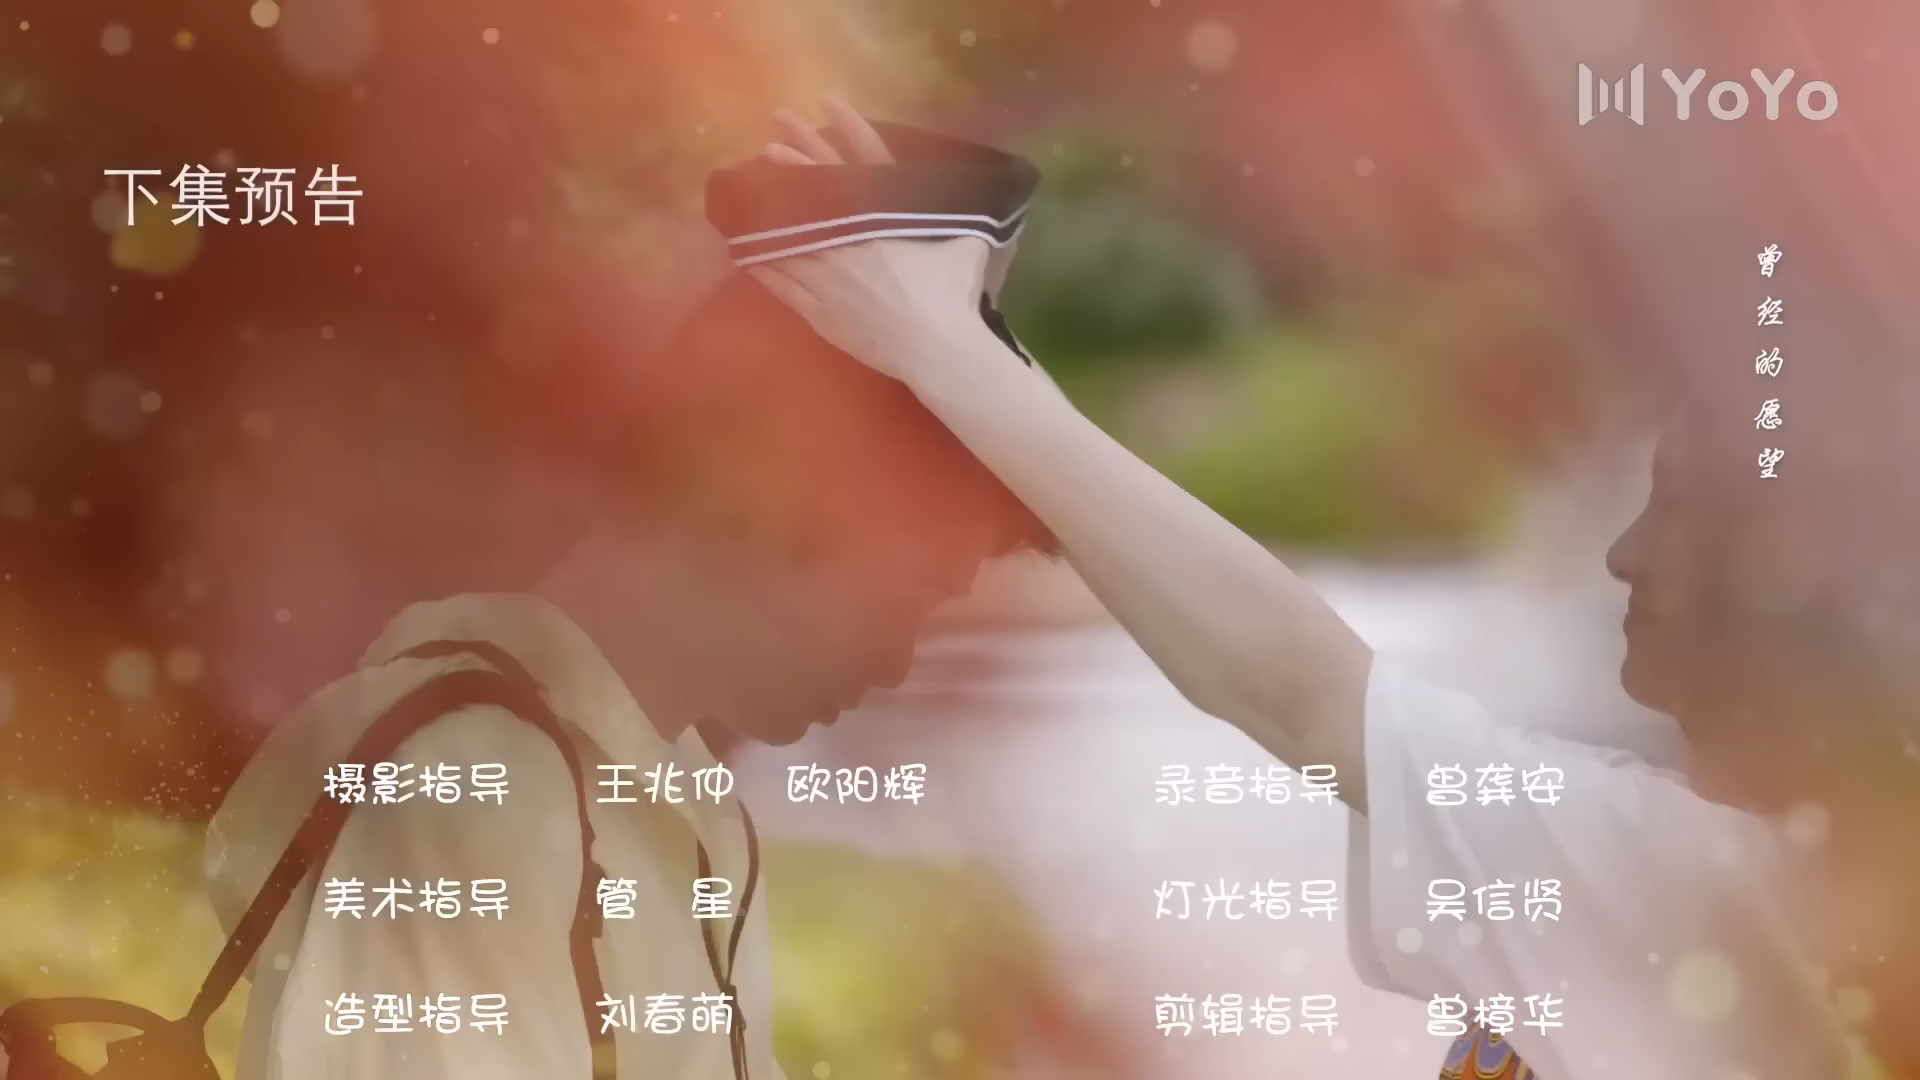 YoYo
下集预告
曾经的愿望
摄影指导 王兆仲 欧阳辉 录音指导 曾龚安
美术指导 管星 灯光指导 吴信贤
造型指导 刘春萌 剪辑指导 曾樟华